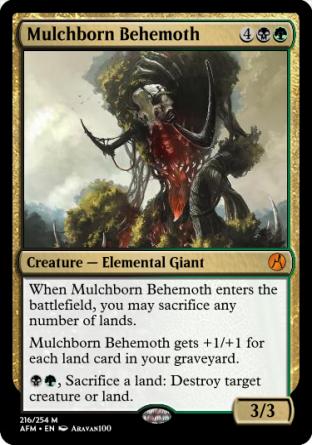 Mulchborn Behemoth 4
Creature — Elemental Giant
When Mulchborn Behemoth enters the
battlefield, you may sacrifice any
number of lands.
Mulchborn Behemoth gets +1/+1 for
each land card in your graveyard.
, Sacrifice a land: Destroy target
creature or land.
216/254 M
AFM • EN Aravan100
3/3